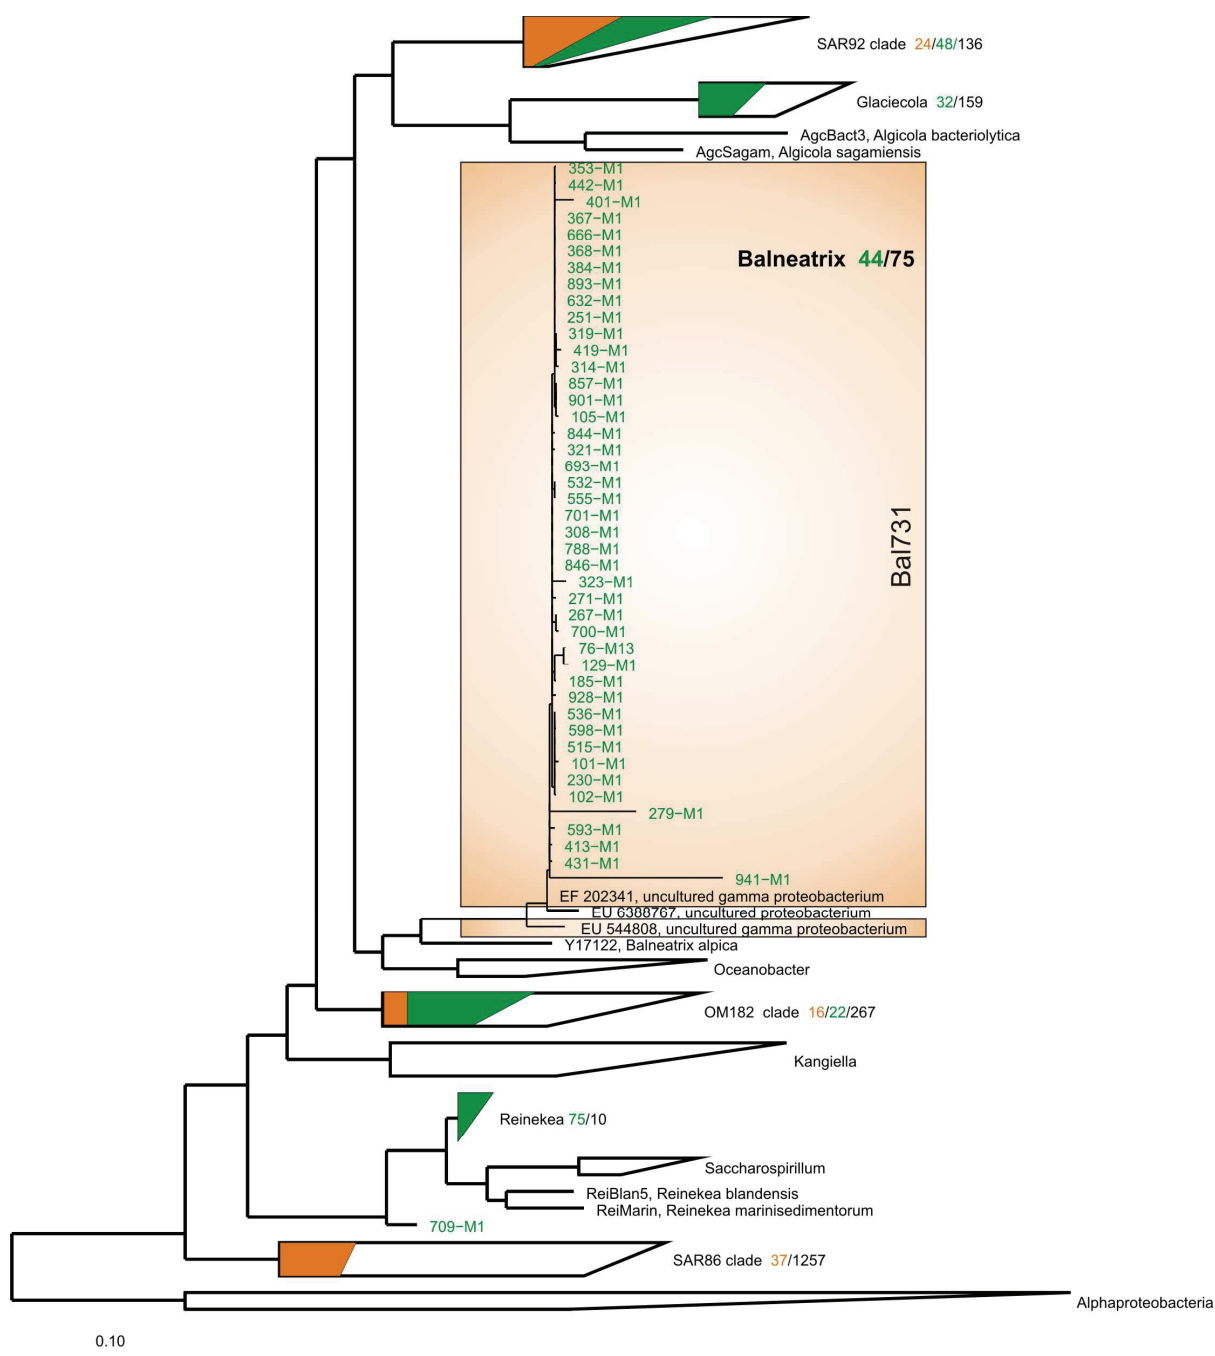 SAR92 clade 24/48/136
Glaciecola 32/159
AgcBact3, Algicola bacteriolytica
AgcSagam, Algicola sagamiensis
353−M1
442−M1
401−M1
367−M1
666−M1
368−M1
Balneatrix 44/75
384−M1
893−M1
632−M1
251−M1
319−M1
419−M1
314−M1
857−M1
901−M1
105−M1
844−M1
321−M1
693−M1
532−M1
555−M1
701−M1
308−M1
Bal731
788−M1
846−M1
323−M1
271−M1
267−M1
700−M1
76−M13
129−M1
185−M1
928−M1
536−M1
598−M1
515−M1
101−M1
230−M1
102−M1
279−M1
593−M1
413−M1
431−M1
941−M1
EF 202341, uncultured gamma proteobacterium
EU 6388767, uncultured proteobacterium
EU 544808, uncultured gamma proteobacterium
Y17122, Balneatrix alpica
Oceanobacter
OM182 clade 16/22/267
Kangiella
Reinekea 75/10
Saccharospirillum
ReiBlan5, Reinekea blandensis
ReiMarin, Reinekea marinisedimentorum
709−M1
SAR86 clade 37/1257
Alphaproteobacteria
0.10